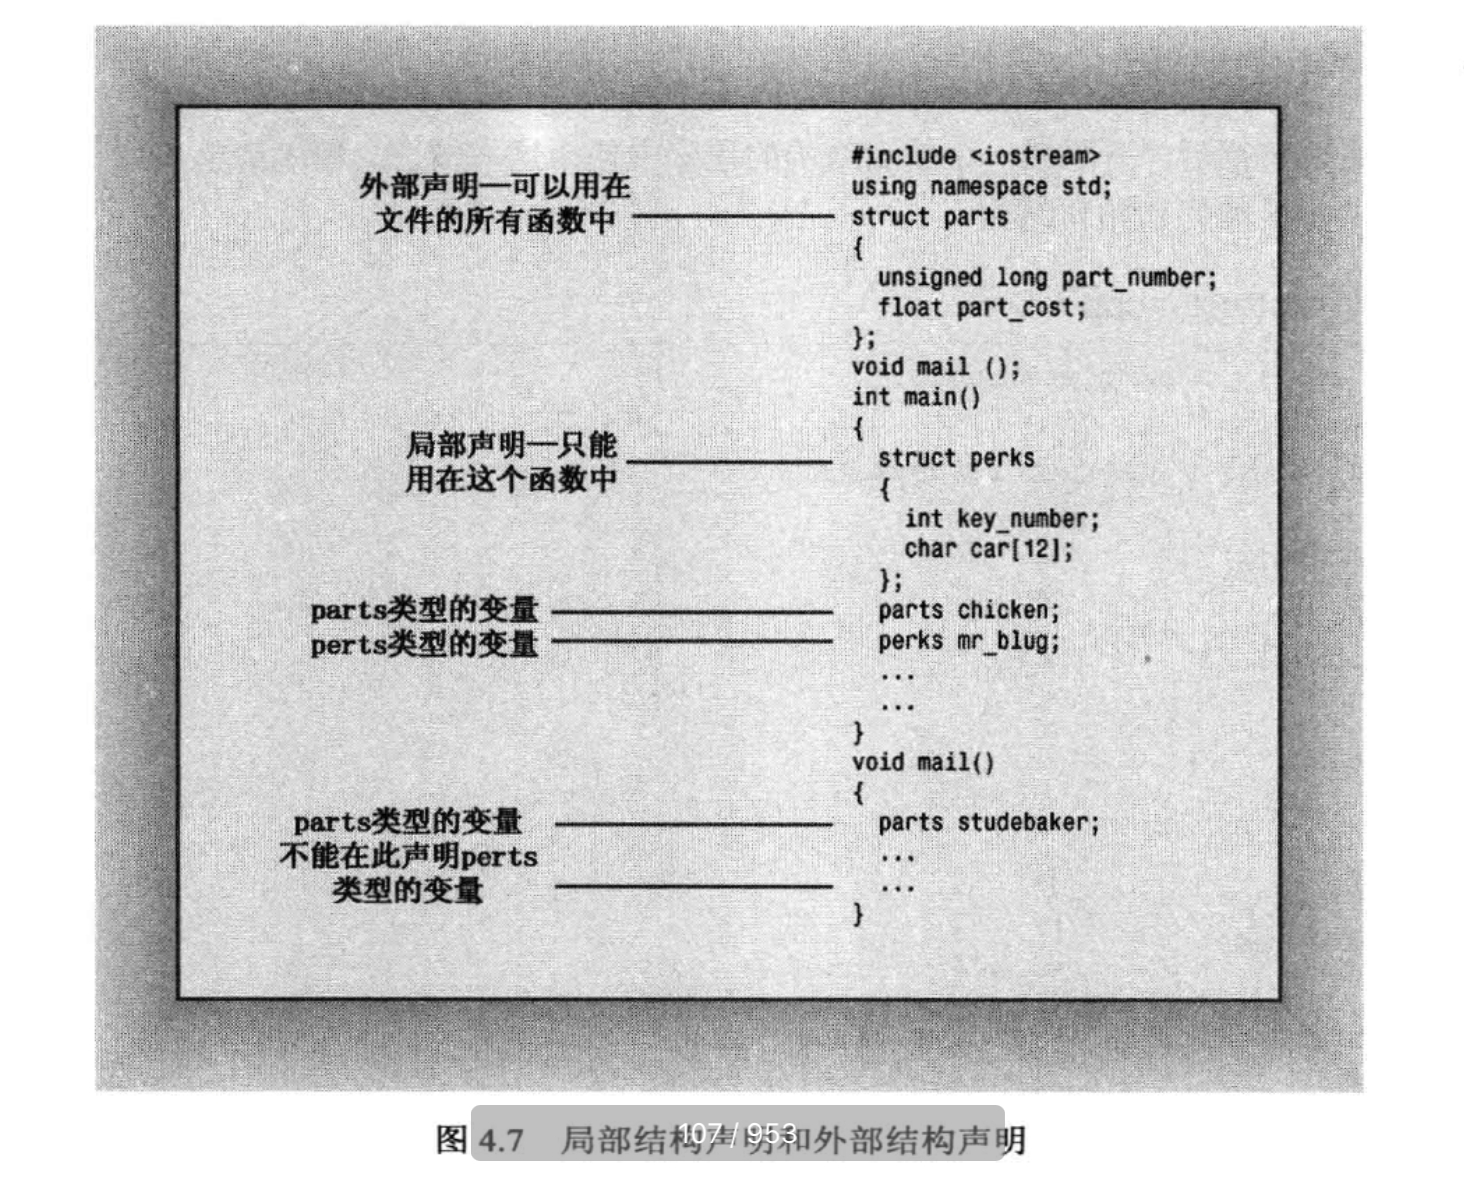 外部声明—可以用在
文件的所有函数中
#include <iostream>
using namespace std;
struct parts
{
unsigned long part_number;
float part_cost;
};
void mail ();
int main()
{
局部声明—只能
用在这个函数中
struct perks
{
int key_number;
char car[12];
};
parts类型的变量
parts chicken;
perts类型的变量
perks mr_blug;
...
...
}
void mail()
{
parts类型的变量
parts studebaker;
不能在此声明perts
类型的变量
...
...
}
图 4.7 局部结构声明和外部结构声明
107 / 953